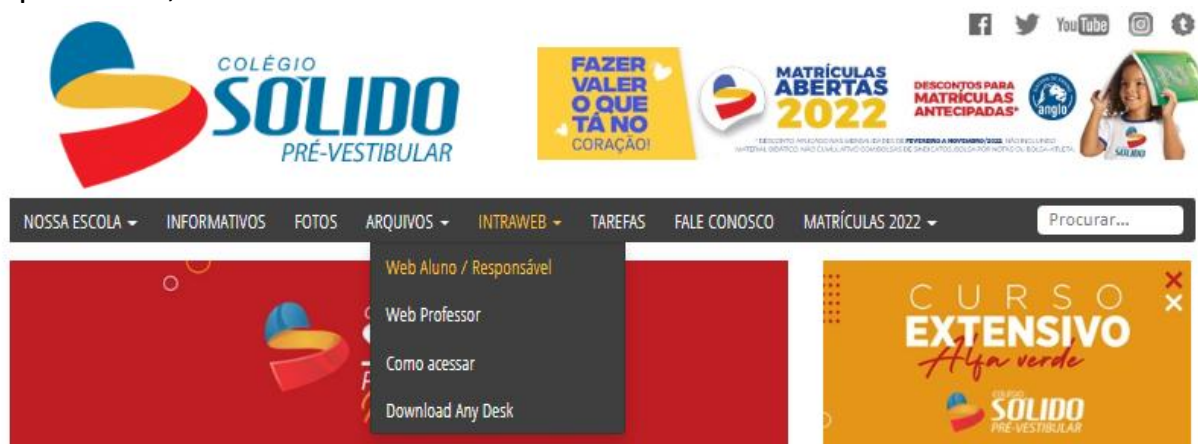 COLÉGIO
SÓLIDO
PRÉ-VESTIBULAR
FAZER
VALER
O QUE
TÁ NO
CORAÇÃO!
MATRÍCULAS
ABERTAS
2022
DESCONTOS PARA
MATRÍCULAS
ANTECIPADAS*
anglo
SÓLIDO
You Tube
NOSSA ESCOLA INFORMATIVOS FOTOS ARQUIVOS INTRAWEB TAREFAS FALE CONOSCO MATRÍCULAS 2022 Procurar...
Web Aluno / Responsável
Web Professor
Como acessar
Download Any Desk
CURSO
EXTENSIVO
Alfa verde
COLÉGIO
SÓLIDO
PRÉ-VESTIBULAR